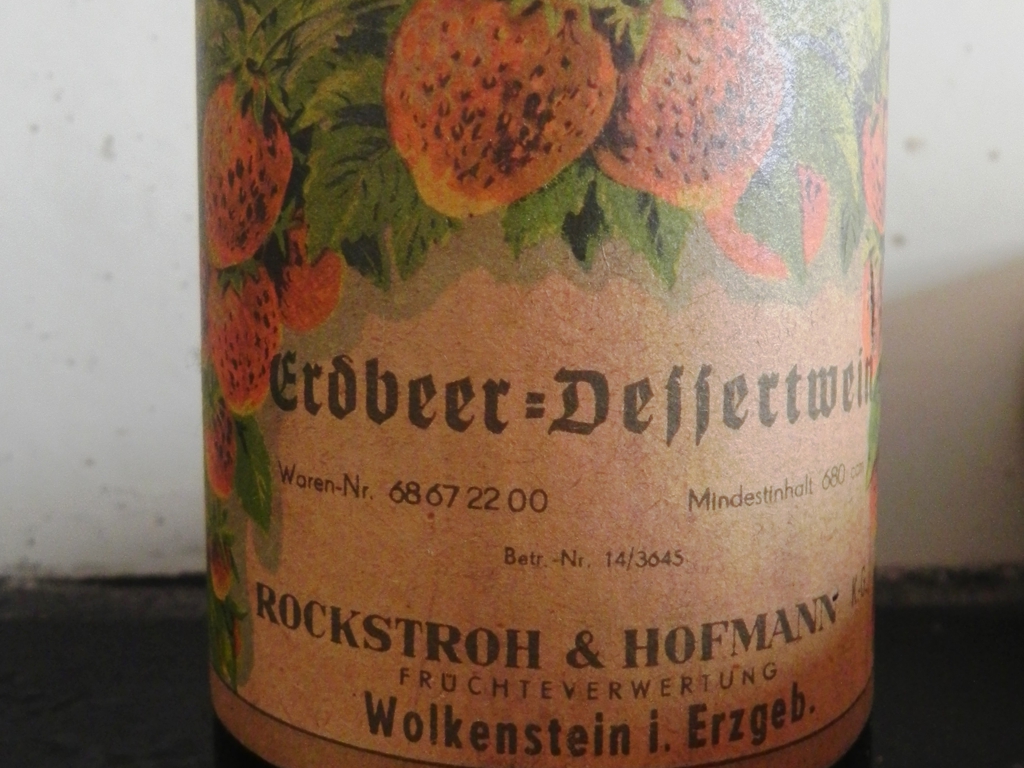 Erdbeer=Dessertwein
Waren-Nr. 68 67 22 00 Mindestinhalt 680
Betr.-Nr. 14/3645
ROCKSTROH & HOFMANN
FRÜCHTEVERWERTUNG
Wolkenstein i. Erzgeb.